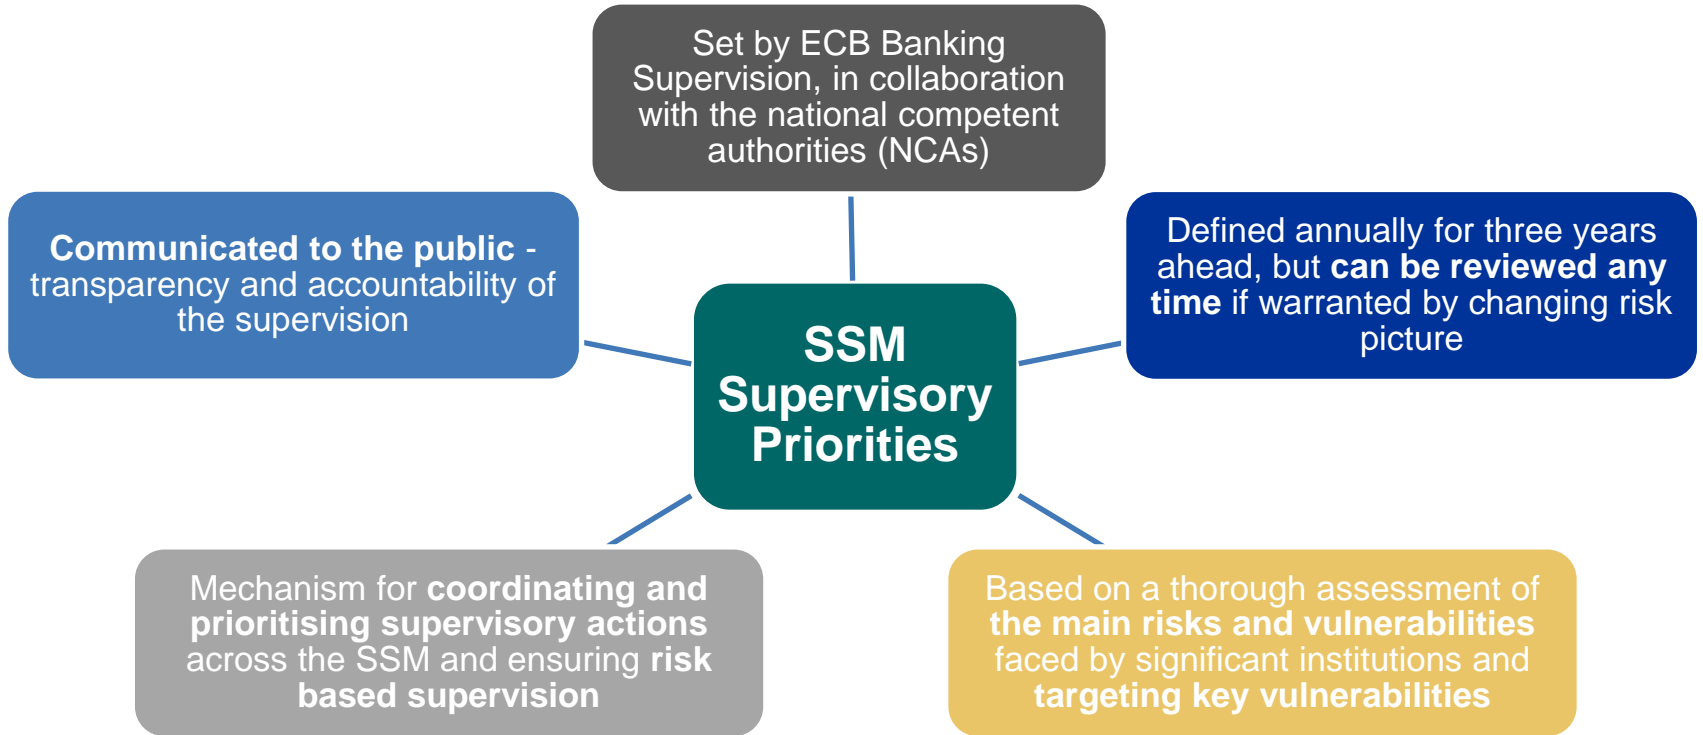 Set by ECB Banking
Supervision, in collaboration
with the national competent
authorities (NCAs)
Communicated to the public -
transparency and accountability of
the supervision
Defined annually for three years
ahead, but can be reviewed any
time if warranted by changing risk
picture
SSM
Supervisory
Priorities
Mechanism for coordinating and
prioritising supervisory actions
across the SSM and ensuring risk
based supervision
Based on a thorough assessment of
the main risks and vulnerabilities
faced by significant institutions and
targeting key vulnerabilities